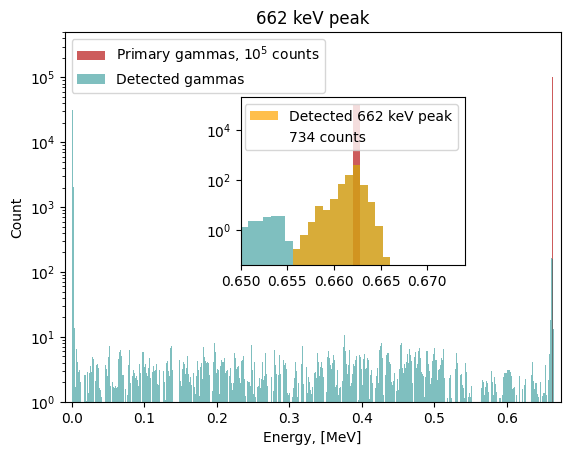 662 keV peak
Primary gammas, 10⁵ counts
Detected gammas
Detected 662 keV peak
734 counts
10⁴
10²
10⁰
0.650 0.655 0.660 0.665 0.670
Count
10⁵
10⁴
10³
10²
10¹
10⁰
0.0 0.1 0.2 0.3 0.4 0.5 0.6
Energy, [MeV]